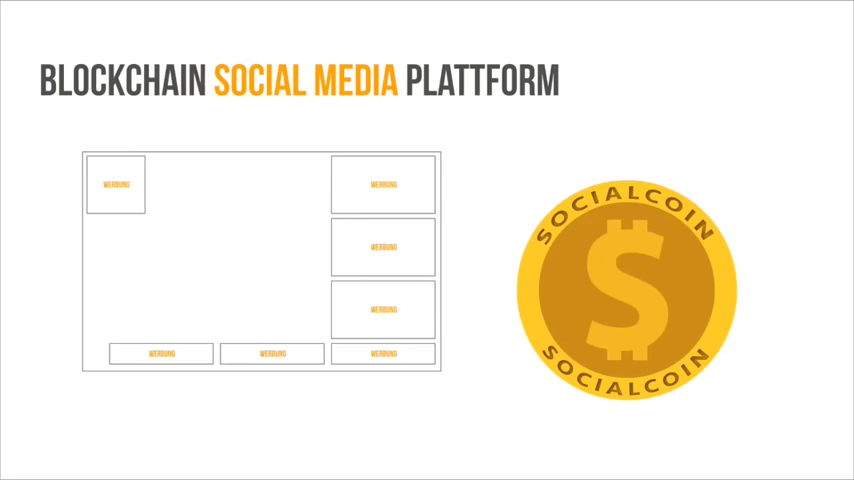 BLOCKCHAIN SOCIAL MEDIA PLATTFORM
WERBUNG
WERBUNG
WERBUNG
WERBUNG
WERBUNG
WERBUNG
WERBUNG
SOCIALCOIN
$
SOCIALCOIN